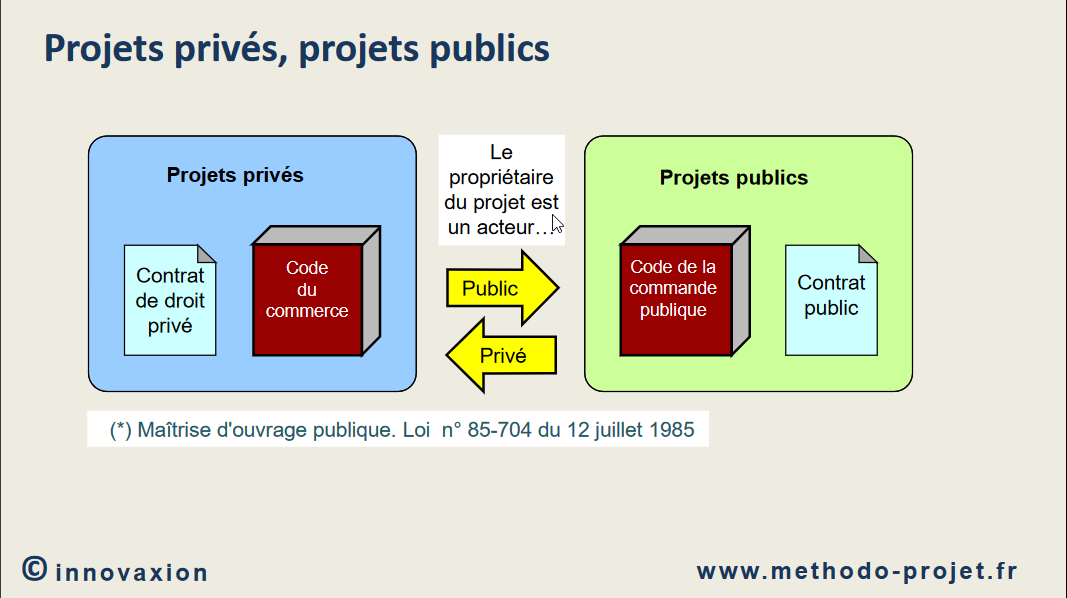 Projets privés, projets publics
Projets privés
Contrat
de droit
privé
Code
du
commerce
Le
propriétaire
du projet est
un acteur…
Public
Privé
Projets publics
Code de la
commande
publique
Contrat
public
(*) Maîtrise d'ouvrage publique. Loi n° 85-704 du 12 juillet 1985
© innovaxion
www.methodo-projet.fr